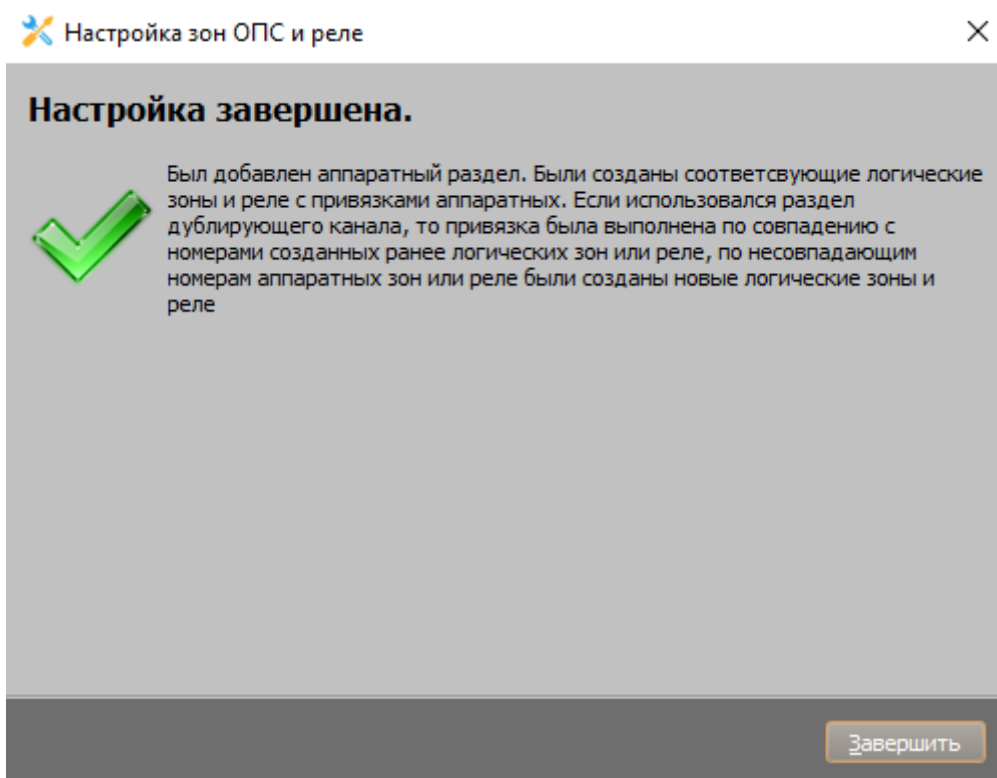 Настройка зон ОПС и реле
Настройка завершена.
Был добавлен аппаратный раздел. Были созданы соответсвующие логические
зоны и реле с привязками аппаратных. Если использовался раздел
дублирующего канала, то привязка была выполнена по совпадению с
номерами созданных ранее логических зон или реле, по несовпадающим
номерам аппаратных зон или реле были созданы новые логические зоны и
реле
Завершить